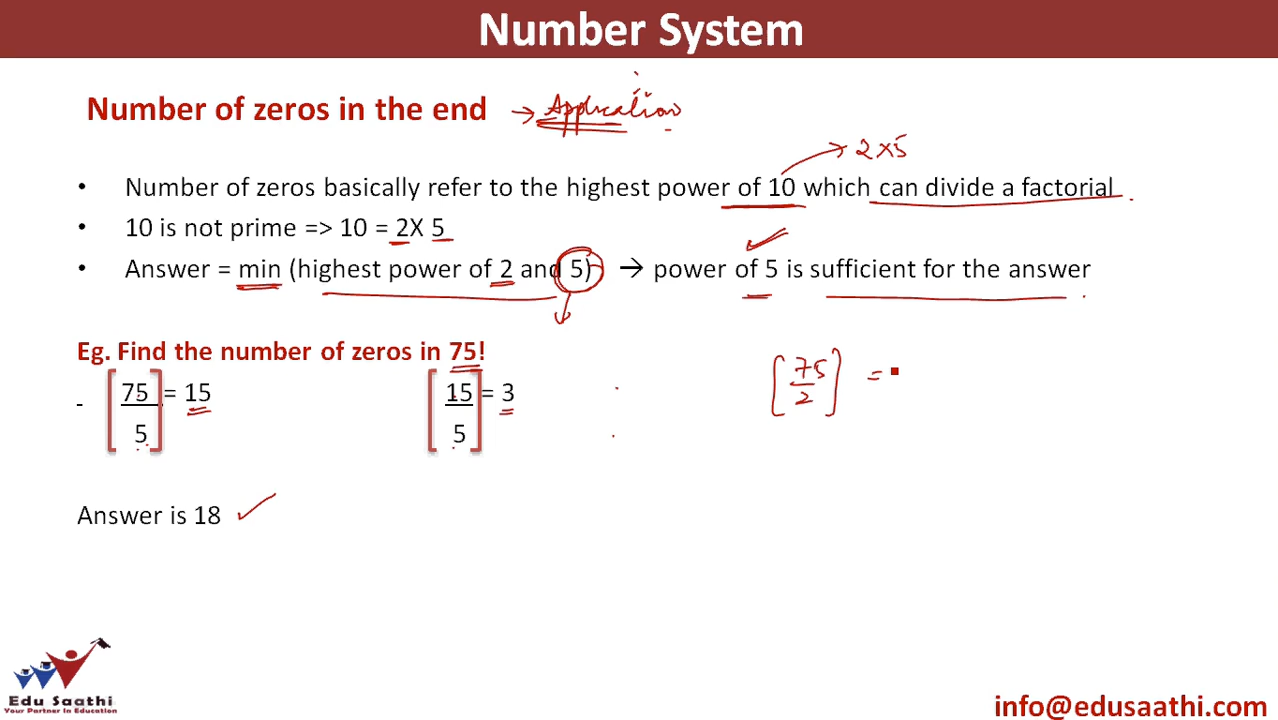 Number System
Number of zeros in the end → Application
2x5
• Number of zeros basically refer to the highest power of 10 which can divide a factorial
• 10 is not prime => 10 = 2X 5
• Answer = min (highest power of 2 and 5) → power of 5 is sufficient for the answer
Eg. Find the number of zeros in 75!
- [75/5] = 15 [15/5] = 3
[75/2] =
Answer is 18 ✓
Edu Saathi
Your Partner In Education
info@edusaathi.com